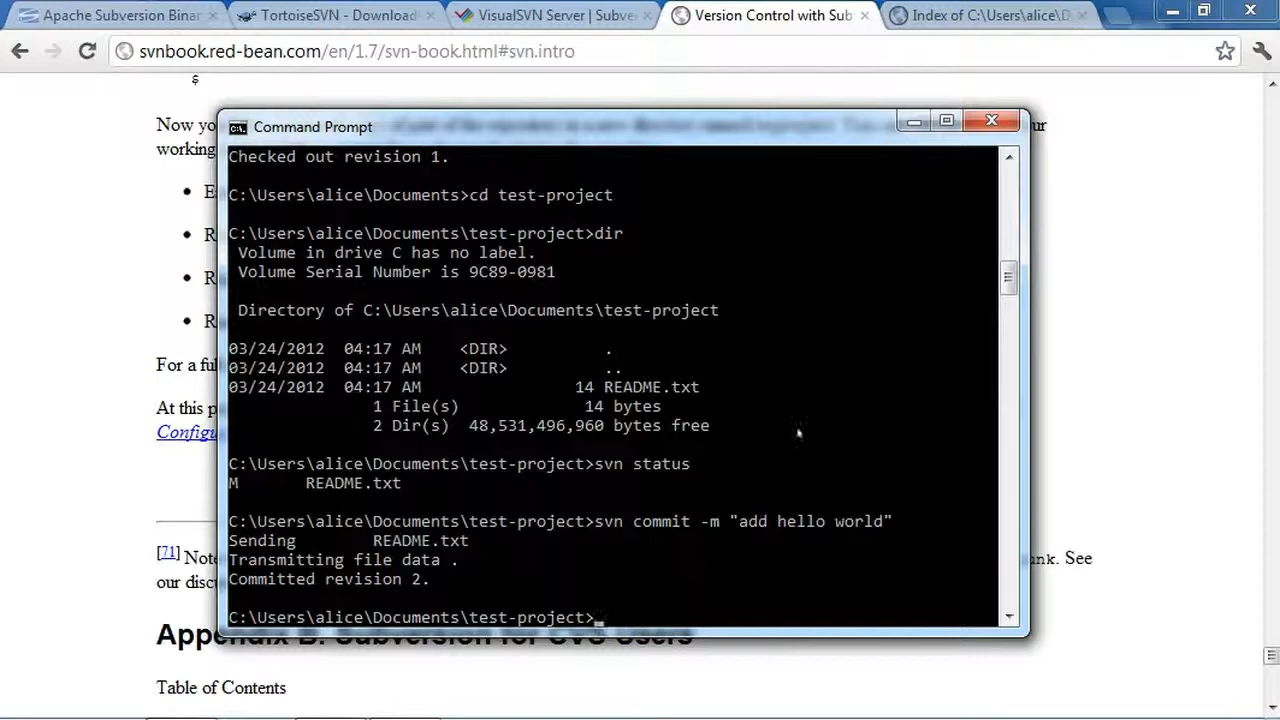 Apache Subversion Binar
TortoiseSVN - Download
VisualSVN Server | Subve
Version Control with Sub
Index of C:\Users\alice\D
svnbook.red-bean.com/en/1.7/svn-book.html#svn.intro
$
Now yo
ur
working
Command Prompt
Checked out revision 1.
C:\Users\alice\Documents>cd test-project
C:\Users\alice\Documents\test-project>dir
Volume in drive C has no label.
Volume Serial Number is 9C89-0981
Directory of C:\Users\alice\Documents\test-project
03/24/2012 04:17 AM <DIR> .
03/24/2012 04:17 AM <DIR> ..
03/24/2012 04:17 AM 14 README.txt
1 File(s) 14 bytes
2 Dir(s) 48,531,496,960 bytes free
C:\Users\alice\Documents\test-project>svn status
M README.txt
C:\Users\alice\Documents\test-project>svn commit -m "add hello world"
Sending README.txt
Transmitting file data .
Committed revision 2.
C:\Users\alice\Documents\test-project>
E
R
R
R
For a ful
At this p
Configu
[71] Note
. See
our discu
Appendix B. Subversion for CVS Users
Table of Contents